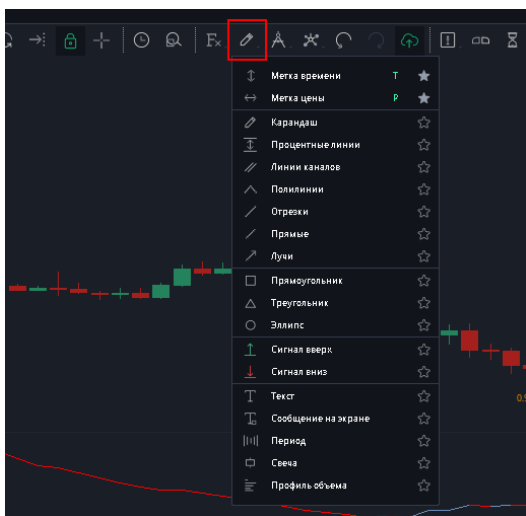 Fx
Метка времени T
Метка цены P
Карандаш
Процентные линии
Линии каналов
Полилинии
Отрезки
Прямые
Лучи
Прямоугольник
Треугольник
Эллипс
Сигнал вверх
Сигнал вниз
Текст
Сообщение на экране
Период
Свеча
Профиль объема